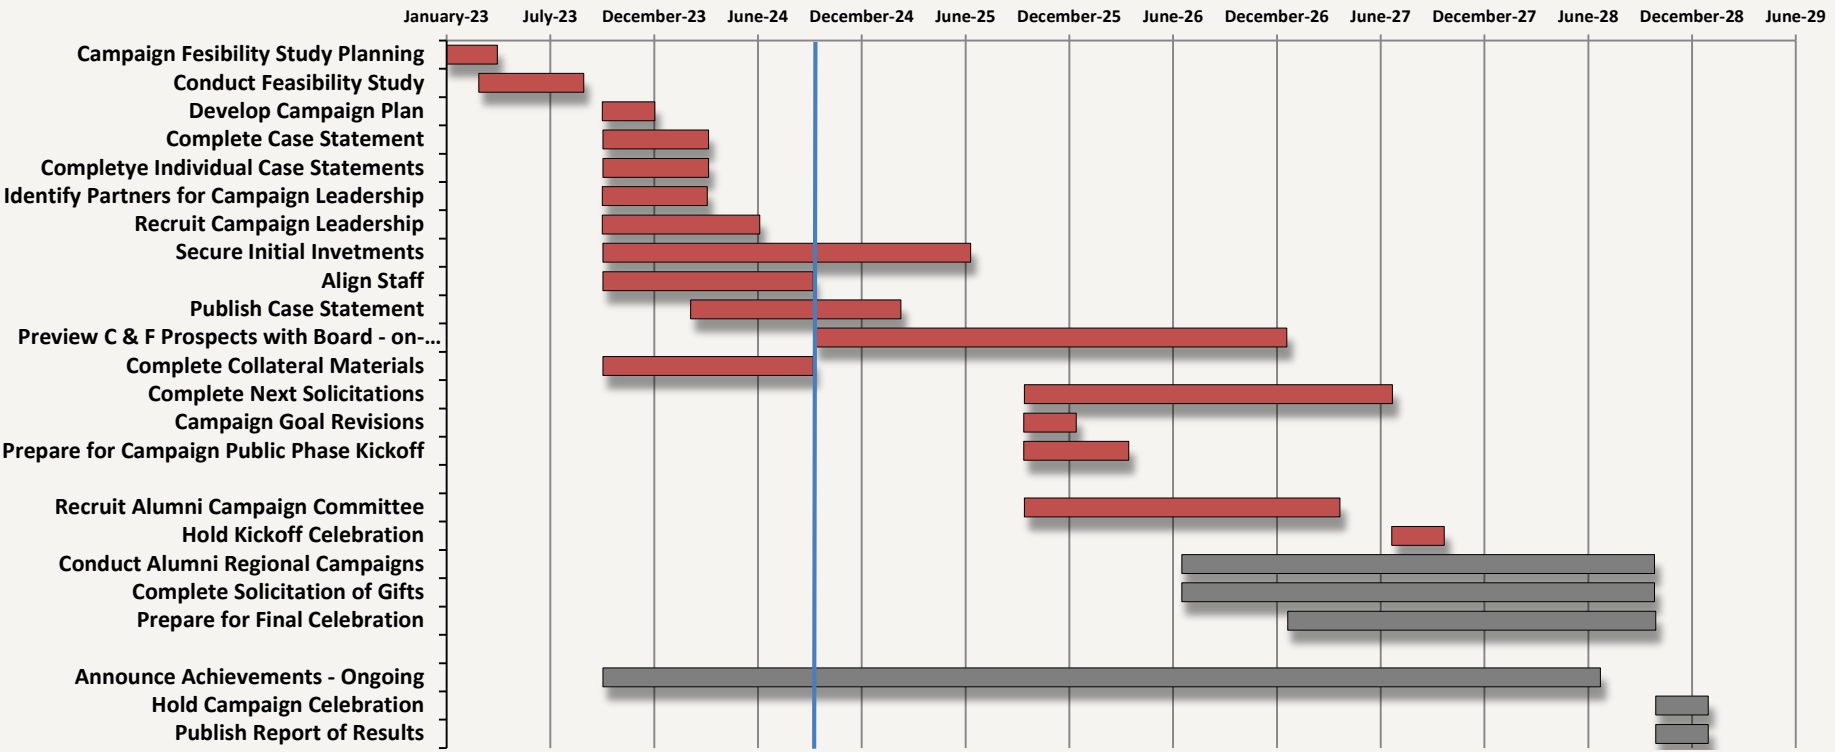 January-23 July-23 December-23 June-24 December-24 June-25 December-25 June-26 December-26 June-27 December-27 June-28 December-28 June-29
Campaign Fesibility Study Planning
Conduct Feasibility Study
Develop Campaign Plan
Complete Case Statement
Completye Individual Case Statements
Identify Partners for Campaign Leadership
Recruit Campaign Leadership
Secure Initial Invetments
Align Staff
Publish Case Statement
Preview C & F Prospects with Board - on-...
Complete Collateral Materials
Complete Next Solicitations
Campaign Goal Revisions
Prepare for Campaign Public Phase Kickoff
Recruit Alumni Campaign Committee
Hold Kickoff Celebration
Conduct Alumni Regional Campaigns
Complete Solicitation of Gifts
Prepare for Final Celebration
Announce Achievements - Ongoing
Hold Campaign Celebration
Publish Report of Results